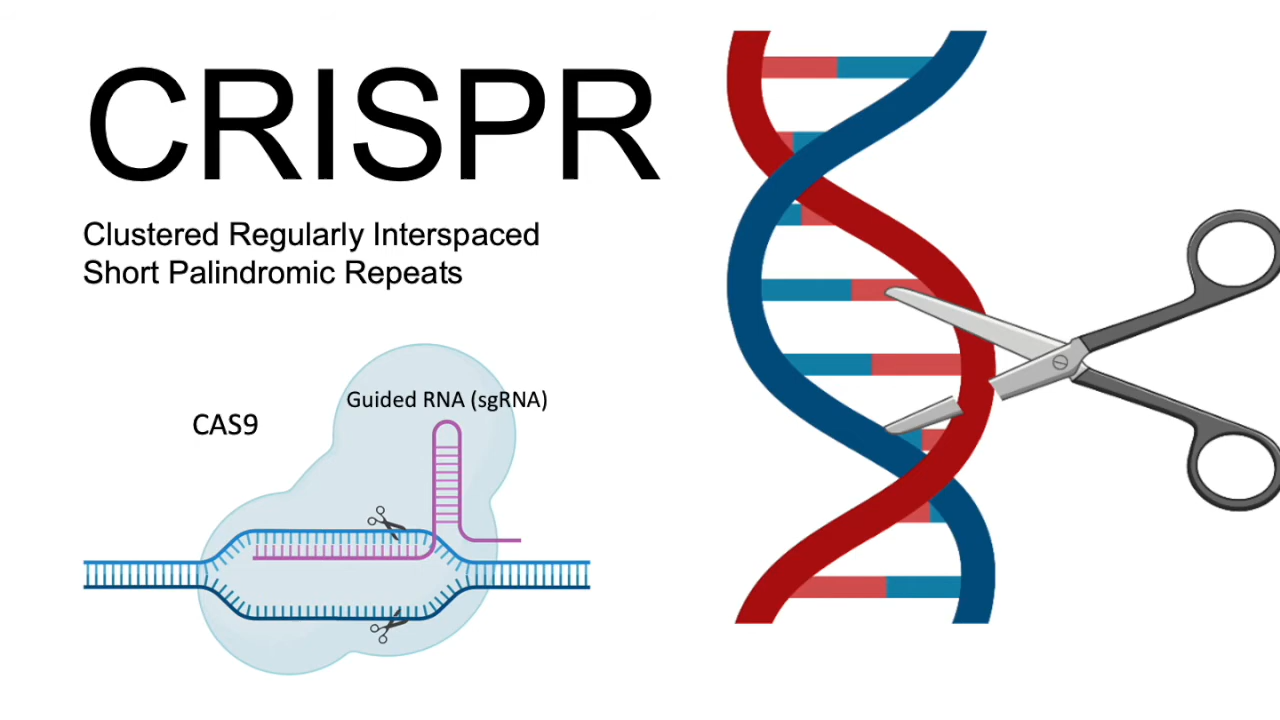 CRISPR
Clustered Regularly Interspaced
Short Palindromic Repeats
Guided RNA (sgRNA)
CAS9